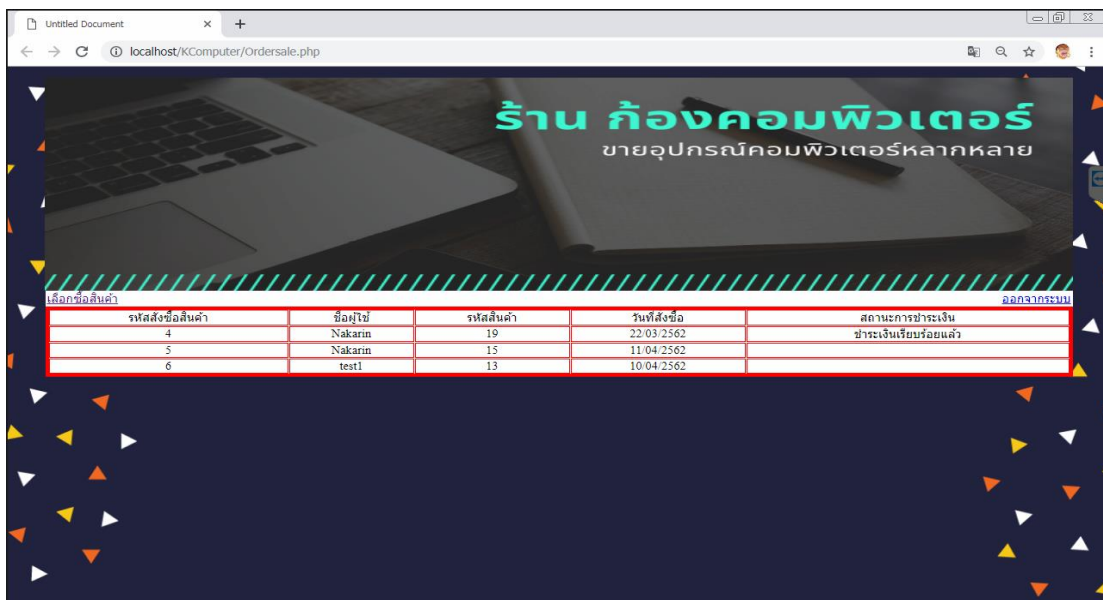 Untitled Document
localhost/KComputer/Ordersale.php
ร้าน ก้องคอมพิวเตอร์
ขายอุปกรณ์คอมพิวเตอร์หลากหลาย
เลือกซื้อสินค้า ออกจากระบบ
รหัสสั่งซื้อสินค้า ชื่อผู้ใช้ รหัสสินค้า วันที่สั่งซื้อ สถานะการชำระเงิน
4 Nakarin 19 22/03/2562 ชำระเงินเรียบร้อยแล้ว
5 Nakarin 15 11/04/2562
6 test1 13 10/04/2562